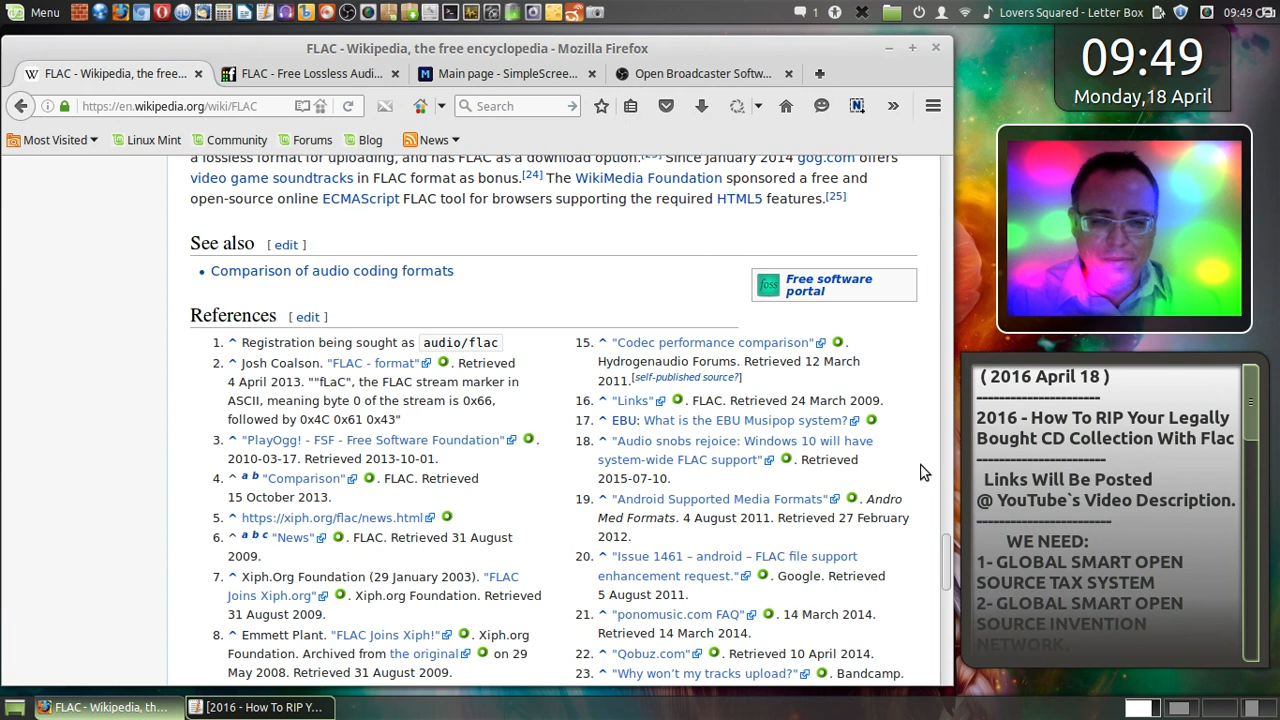 Menu
1
Lovers Squared - Letter Box
09:49
FLAC - Wikipedia, the free encyclopedia - Mozilla Firefox
FLAC - Wikipedia, the free...
FLAC - Free Lossless Audi...
Main page - SimpleScree...
Open Broadcaster Softw...
https://en.wikipedia.org/wiki/FLAC
Search
Most Visited
Linux Mint
Community
Forums
Blog
News
a lossless format for uploading, and has FLAC as a download option.[23] Since January 2014 gog.com offers
video game soundtracks in FLAC format as bonus.[24] The WikiMedia Foundation sponsored a free and
open-source online ECMAScript FLAC tool for browsers supporting the required HTML5 features.[25]
See also [ edit ]
Comparison of audio coding formats
foss
Free software
portal
References [ edit ]
1. ^ Registration being sought as audio/flac
2. ^ Josh Coalson. "FLAC - format" . Retrieved
4 April 2013. ""fLaC", the FLAC stream marker in
ASCII, meaning byte 0 of the stream is 0x66,
followed by 0x4C 0x61 0x43"
3. ^ "PlayOgg! - FSF - Free Software Foundation" .
2010-03-17. Retrieved 2013-10-01.
4. ^ a b "Comparison" . FLAC. Retrieved
15 October 2013.
5. ^ https://xiph.org/flac/news.html
6. ^ a b c "News" . FLAC. Retrieved 31 August
2009.
7. ^ Xiph.Org Foundation (29 January 2003). "FLAC
Joins Xiph.org" . Xiph.org Foundation. Retrieved
31 August 2009.
8. ^ Emmett Plant. "FLAC Joins Xiph!" . Xiph.org
Foundation. Archived from the original on 29
May 2008. Retrieved 31 August 2009.
15. ^ "Codec performance comparison" .
Hydrogenaudio Forums. Retrieved 12 March
2011.[self-published source?]
16. ^ "Links" . FLAC. Retrieved 24 March 2009.
17. ^ EBU: What is the EBU Musipop system?
18. ^ "Audio snobs rejoice: Windows 10 will have
system-wide FLAC support" . Retrieved
2015-07-10.
19. ^ "Android Supported Media Formats" . Andro
Med Formats. 4 August 2011. Retrieved 27 February
2012.
20. ^ "Issue 1461 – android – FLAC file support
enhancement request." . Google. Retrieved
5 August 2011.
21. ^ "ponomusic.com FAQ" . 14 March 2014.
Retrieved 14 March 2014.
22. ^ "Qobuz.com" . Retrieved 10 April 2014.
23. ^ "Why won't my tracks upload?" . Bandcamp.
09:49
Monday,18 April
( 2016 April 18 )
------------------------
2016 - How To RIP Your Legally
Bought CD Collection With Flac
-------------------------
Links Will Be Posted
@ YouTube`s Video Description.
--------------------------
WE NEED:
1- GLOBAL SMART OPEN
SOURCE TAX SYSTEM
2- GLOBAL SMART OPEN
SOURCE INVENTION
NETWORK.
FLAC - Wikipedia, th...
[2016 - How To RIP Y...